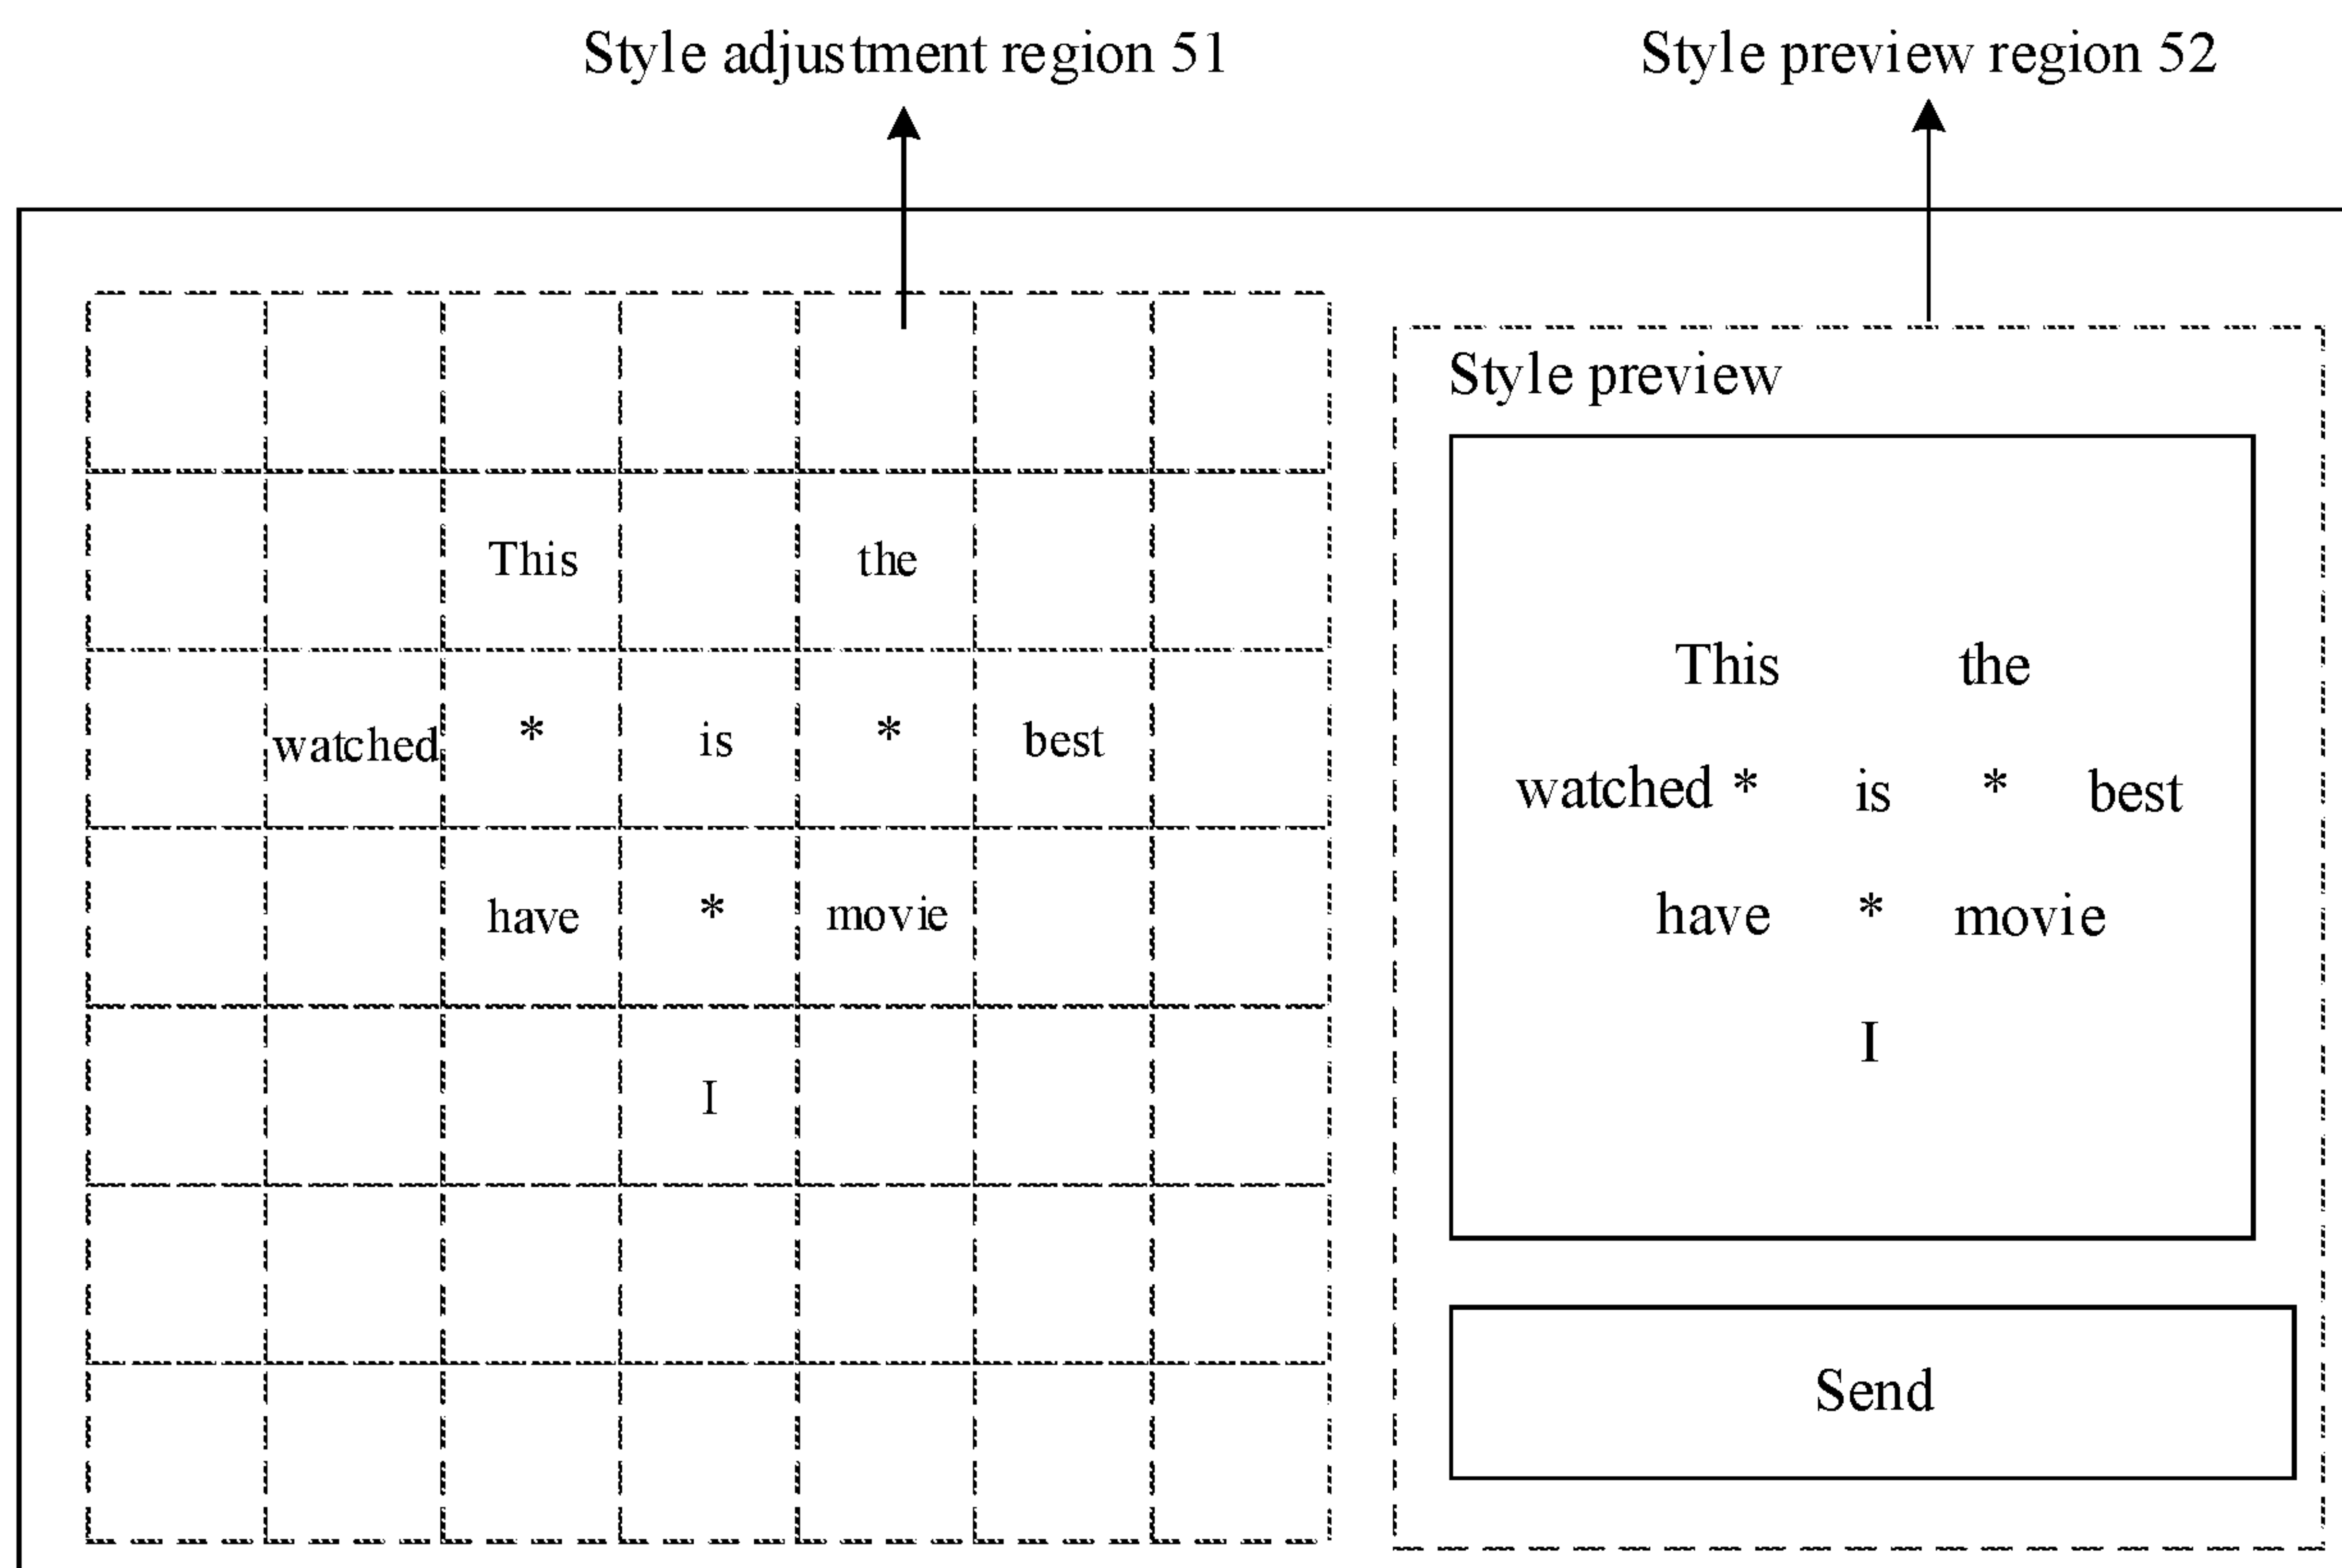 Style adjustment region 51
Style preview region 52
This the
watched * is * best
have * movie
I
Style preview
This the
watched * is * best
have * movie
I
Send